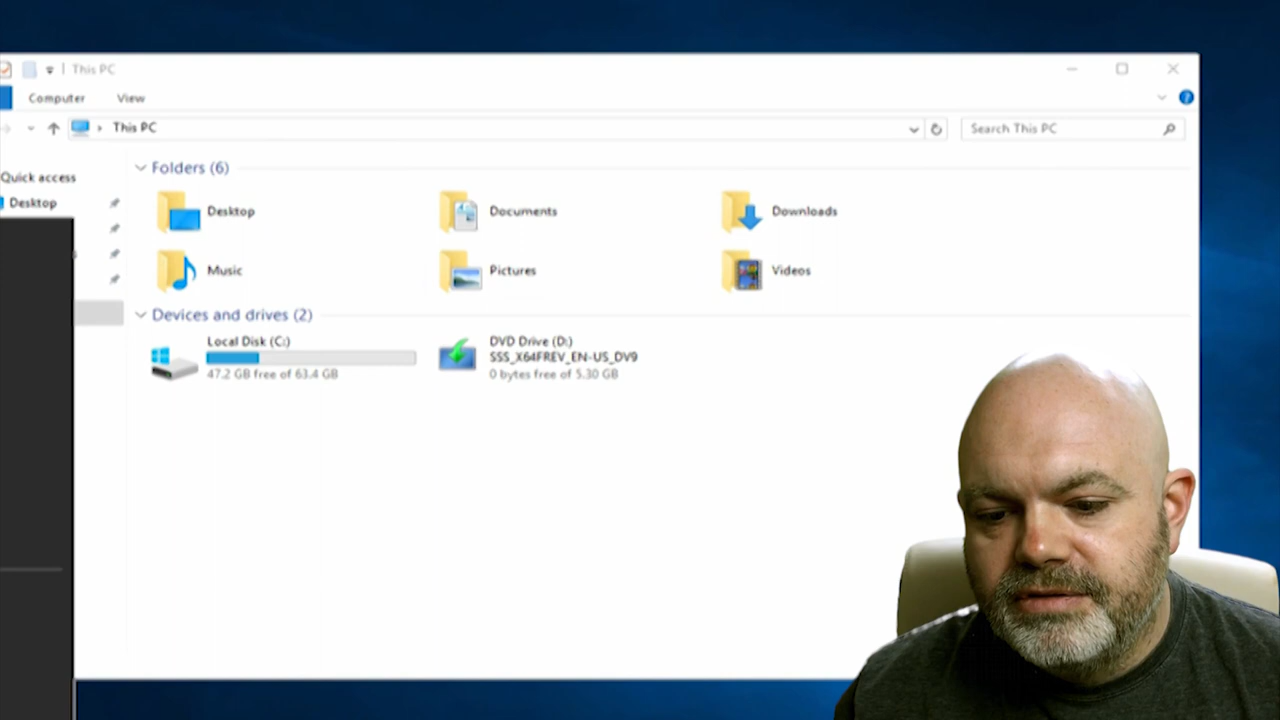 This PC
Computer View
This PC
Search This PC
Quick access
Desktop
Folders (6)
Desktop
Documents
Downloads
Music
Pictures
Videos
Devices and drives (2)
Local Disk (C:)
47.2 GB free of 63.4 GB
DVD Drive (D:)
SSS_X64FREV_EN-US_DV9
0 bytes free of 5.30 GB